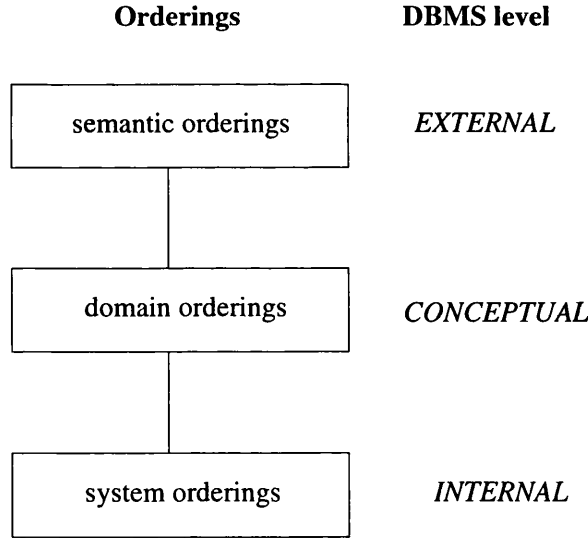 Orderings DBMS level
semantic orderings EXTERNAL
domain orderings CONCEPTUAL
system orderings INTERNAL